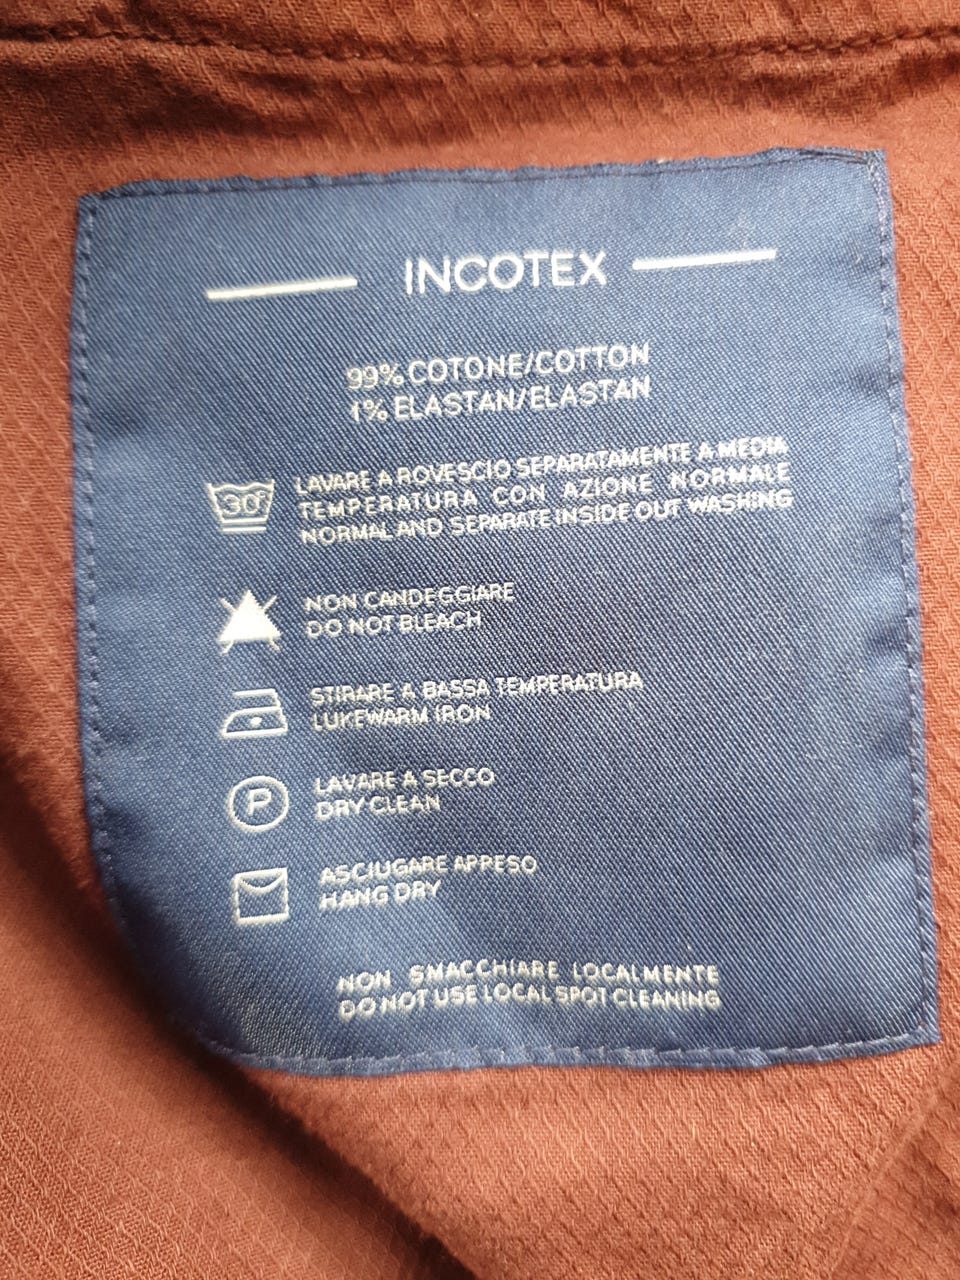 INCOTEX
99% COTONE/COTTON
1% ELASTAN/ELASTAN
30°
LAVARE A ROVESCIO SEPARATAMENTE A MEDIA
TEMPERATURA CON AZIONE NORMALE
NORMAL AND SEPARATE INSIDE OUT WASHING
NON CANDEGGIARE
DO NOT BLEACH
STIRARE A BASSA TEMPERATURA
LUKEWARM IRON
P
LAVARE A SECCO
DRY CLEAN
ASCIUGARE APPESO
HANG DRY
NON SMACCHIARE LOCALMENTE
DO NOT USE LOCAL SPOT CLEANING